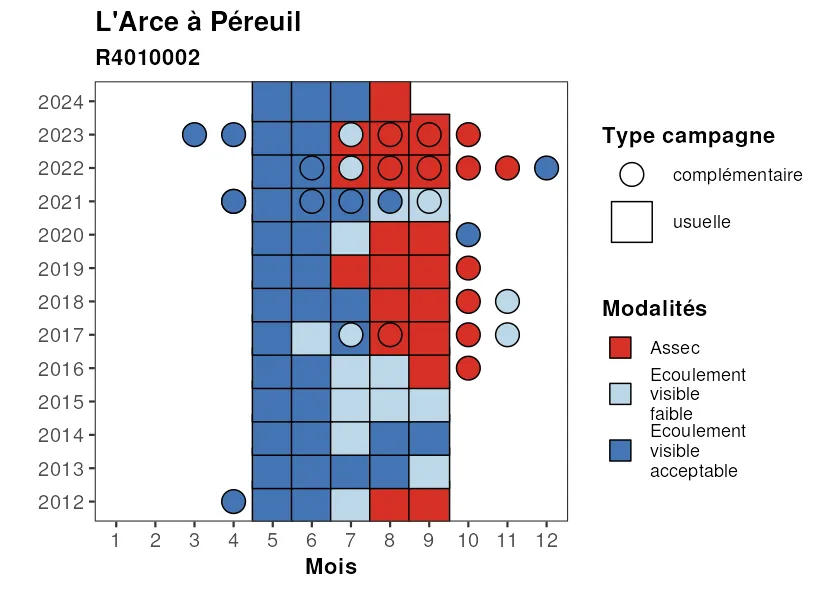 L'Arce à Péreuil
R4010002
2024
2023
2022
2021
2020
2019
2018
2017
2016
2015
2014
2013
2012
1 2 3 4 5 6 7 8 9 10 11 12
Mois
Type campagne
complémentaire
usuelle
Modalités
Assec
Ecoulement
visible
faible
Ecoulement
visible
acceptable